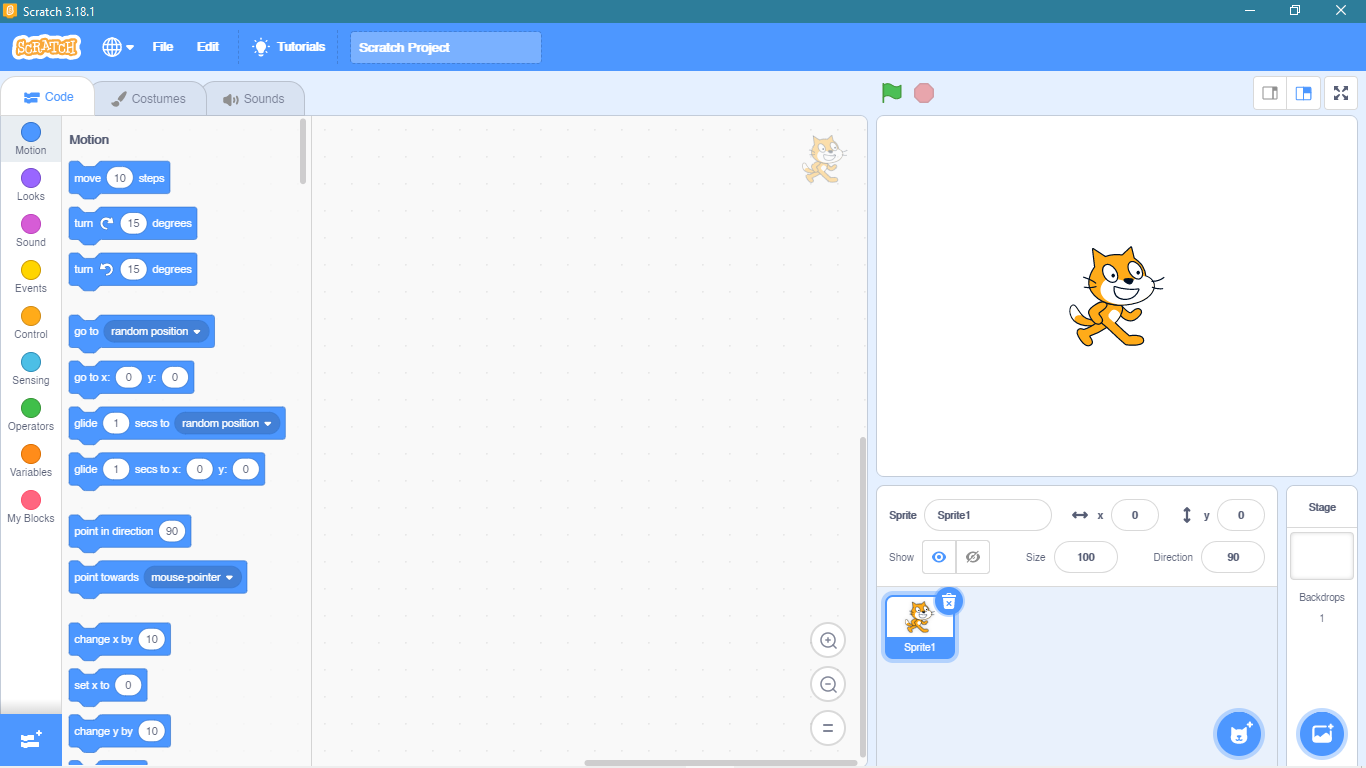 Scratch 3.18.1
SCRATCH
File
Edit
Tutorials
Scratch Project
Code
Costumes
Sounds
Motion
Looks
Sound
Events
Control
Sensing
Operators
Variables
My Blocks
Motion
move 10 steps
turn 15 degrees
turn 15 degrees
go to random position
go to x: 0 y: 0
glide 1 secs to random position
glide 1 secs to x: 0 y: 0
point in direction 90
point towards mouse-pointer
change x by 10
set x to 0
change y by 10
Sprite Sprite1 x 0 y 0
Show Size 100 Direction 90
Sprite1
Stage
Backdrops
1